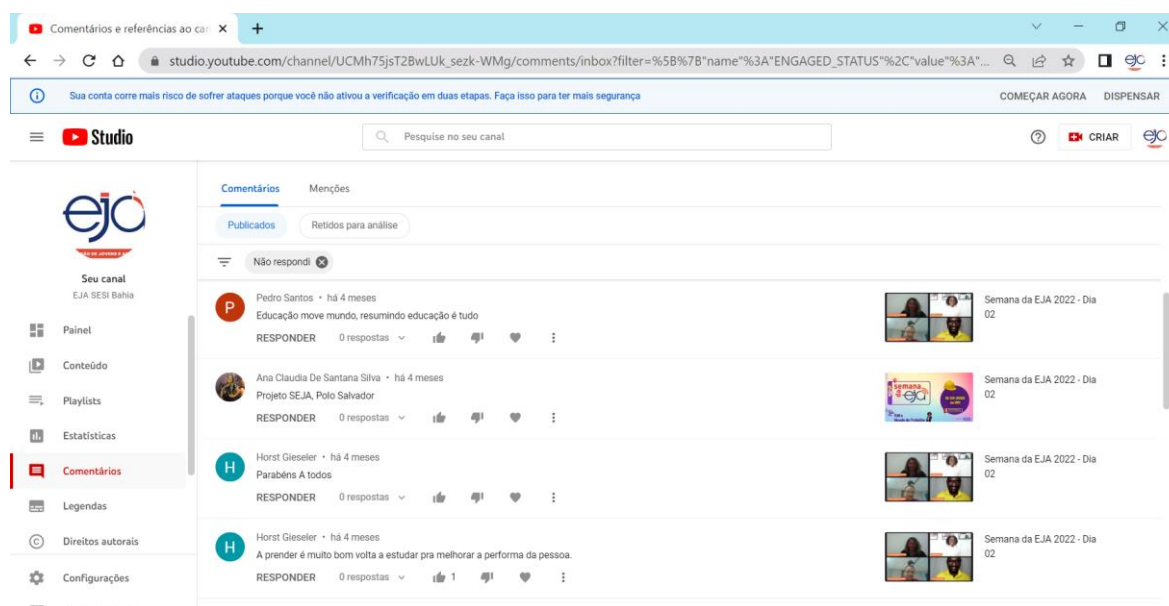 Comentários e referências ao can
studio.youtube.com/channel/UCMh75jsT2BwLUk_sezk-WMg/comments/inbox?filter=%5B%7B"name"%3A"ENGAGED_STATUS"%2C"value"%3A"...
Sua conta corre mais risco de sofrer ataques porque você não ativou a verificação em duas etapas. Faça isso para ter mais segurança
COMEÇAR AGORA DISPENSAR
Studio
Pesquise no seu canal
CRIAR
eja
Seu canal
EJA SESI Bahia
Painel
Conteúdo
Playlists
Estatísticas
Comentários
Legendas
Direitos autorais
Configurações
Comentários Menções
Publicados Retidos para análise
Não respondi
Pedro Santos • há 4 meses
Educação move mundo, resumindo educação é tudo
RESPONDER 0 respostas
Semana da EJA 2022 - Dia
02
Ana Claudia De Santana Silva • há 4 meses
Projeto SEJA, Polo Salvador
RESPONDER 0 respostas
semana
eja
Semana da EJA 2022 - Dia
02
H
Horst Gieseler • há 4 meses
Parabéns A todos
RESPONDER 0 respostas
Semana da EJA 2022 - Dia
02
H
Horst Gieseler • há 4 meses
A prender é muito bom volta a estudar pra melhorar a performa da pessoa.
RESPONDER 0 respostas 1
Semana da EJA 2022 - Dia
02